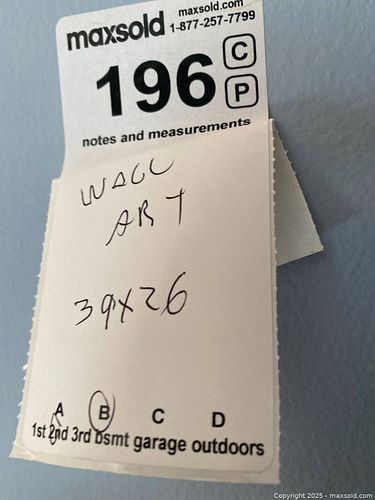 maxsold maxsold.com
1-877-257-7799
196 C
P
notes and measurements
WALL
ART
39x26
A B C D
1st 2nd 3rd bsmt garage outdoors
Copyright 2025 - MaxSold